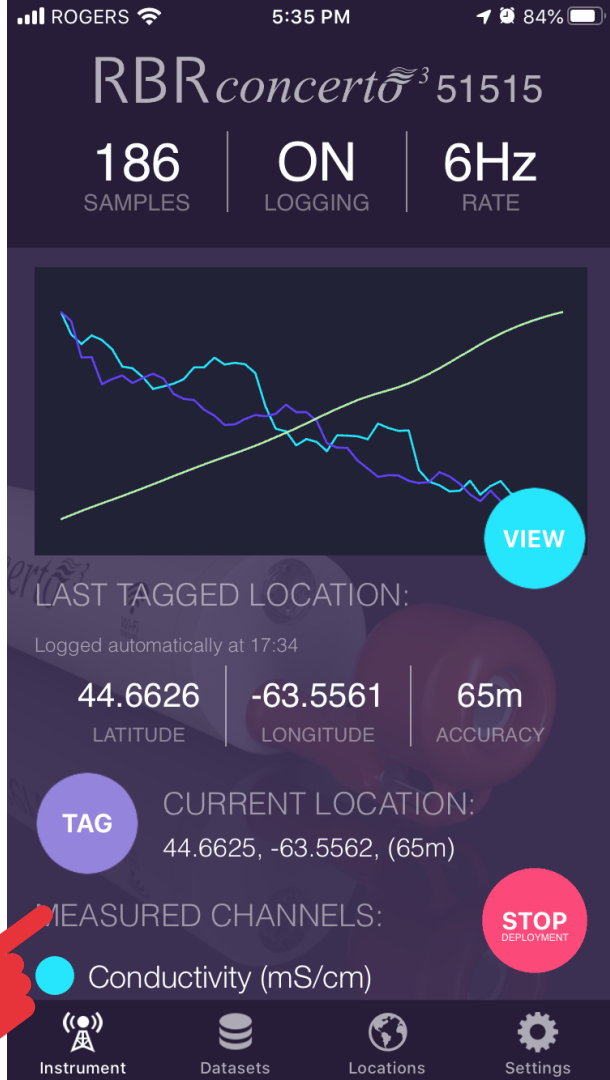 ROGERS 5:35 PM 84%
RBRconcerto³ 51515
186 ON 6Hz
SAMPLES LOGGING RATE
VIEW
LAST TAGGED LOCATION:
Logged automatically at 17:34
44.6626 -63.5561 65m
LATITUDE LONGITUDE ACCURACY
TAG
CURRENT LOCATION:
44.6625, -63.5562, (65m)
MEASURED CHANNELS:
STOP
DEPLOYMENT
Conductivity (mS/cm)
Instrument Datasets Locations Settings